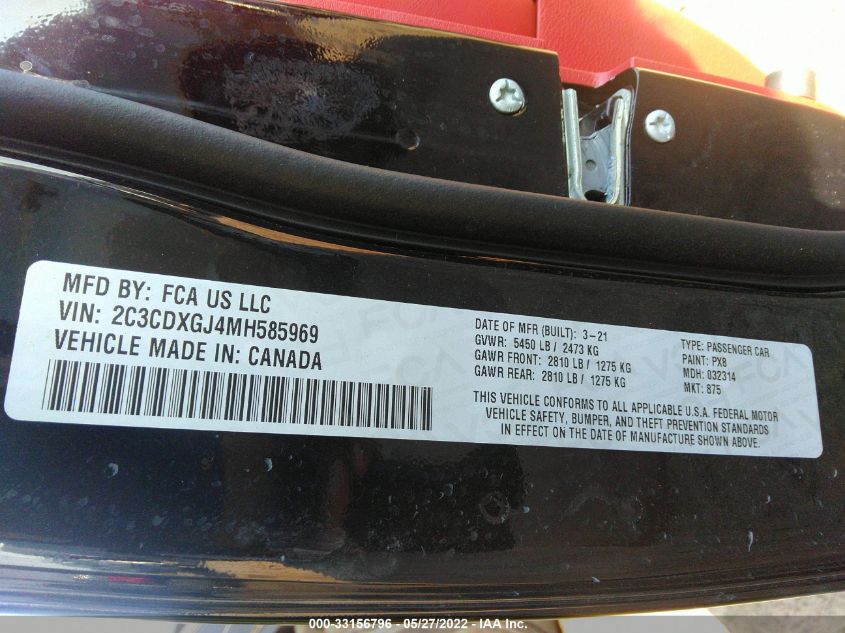 MFD BY: FCA US LLC
VIN: 2C3CDXGJ4MH585969
VEHICLE MADE IN: CANADA
DATE OF MFR (BUILT): 3-21
GVWR: 5450 LB / 2473 KG
GAWR FRONT: 2810 LB / 1275 KG
GAWR REAR: 2810 LB / 1275 KG
TYPE: PASSENGER CAR
PAINT: PX8
MDH: 032314
MKT: 875
THIS VEHICLE CONFORMS TO ALL APPLICABLE U.S.A. FEDERAL MOTOR
VEHICLE SAFETY, BUMPER, AND THEFT PREVENTION STANDARDS
IN EFFECT ON THE DATE OF MANUFACTURE SHOWN ABOVE.
000-33156796 - 05/27/2022 - IAA Inc.